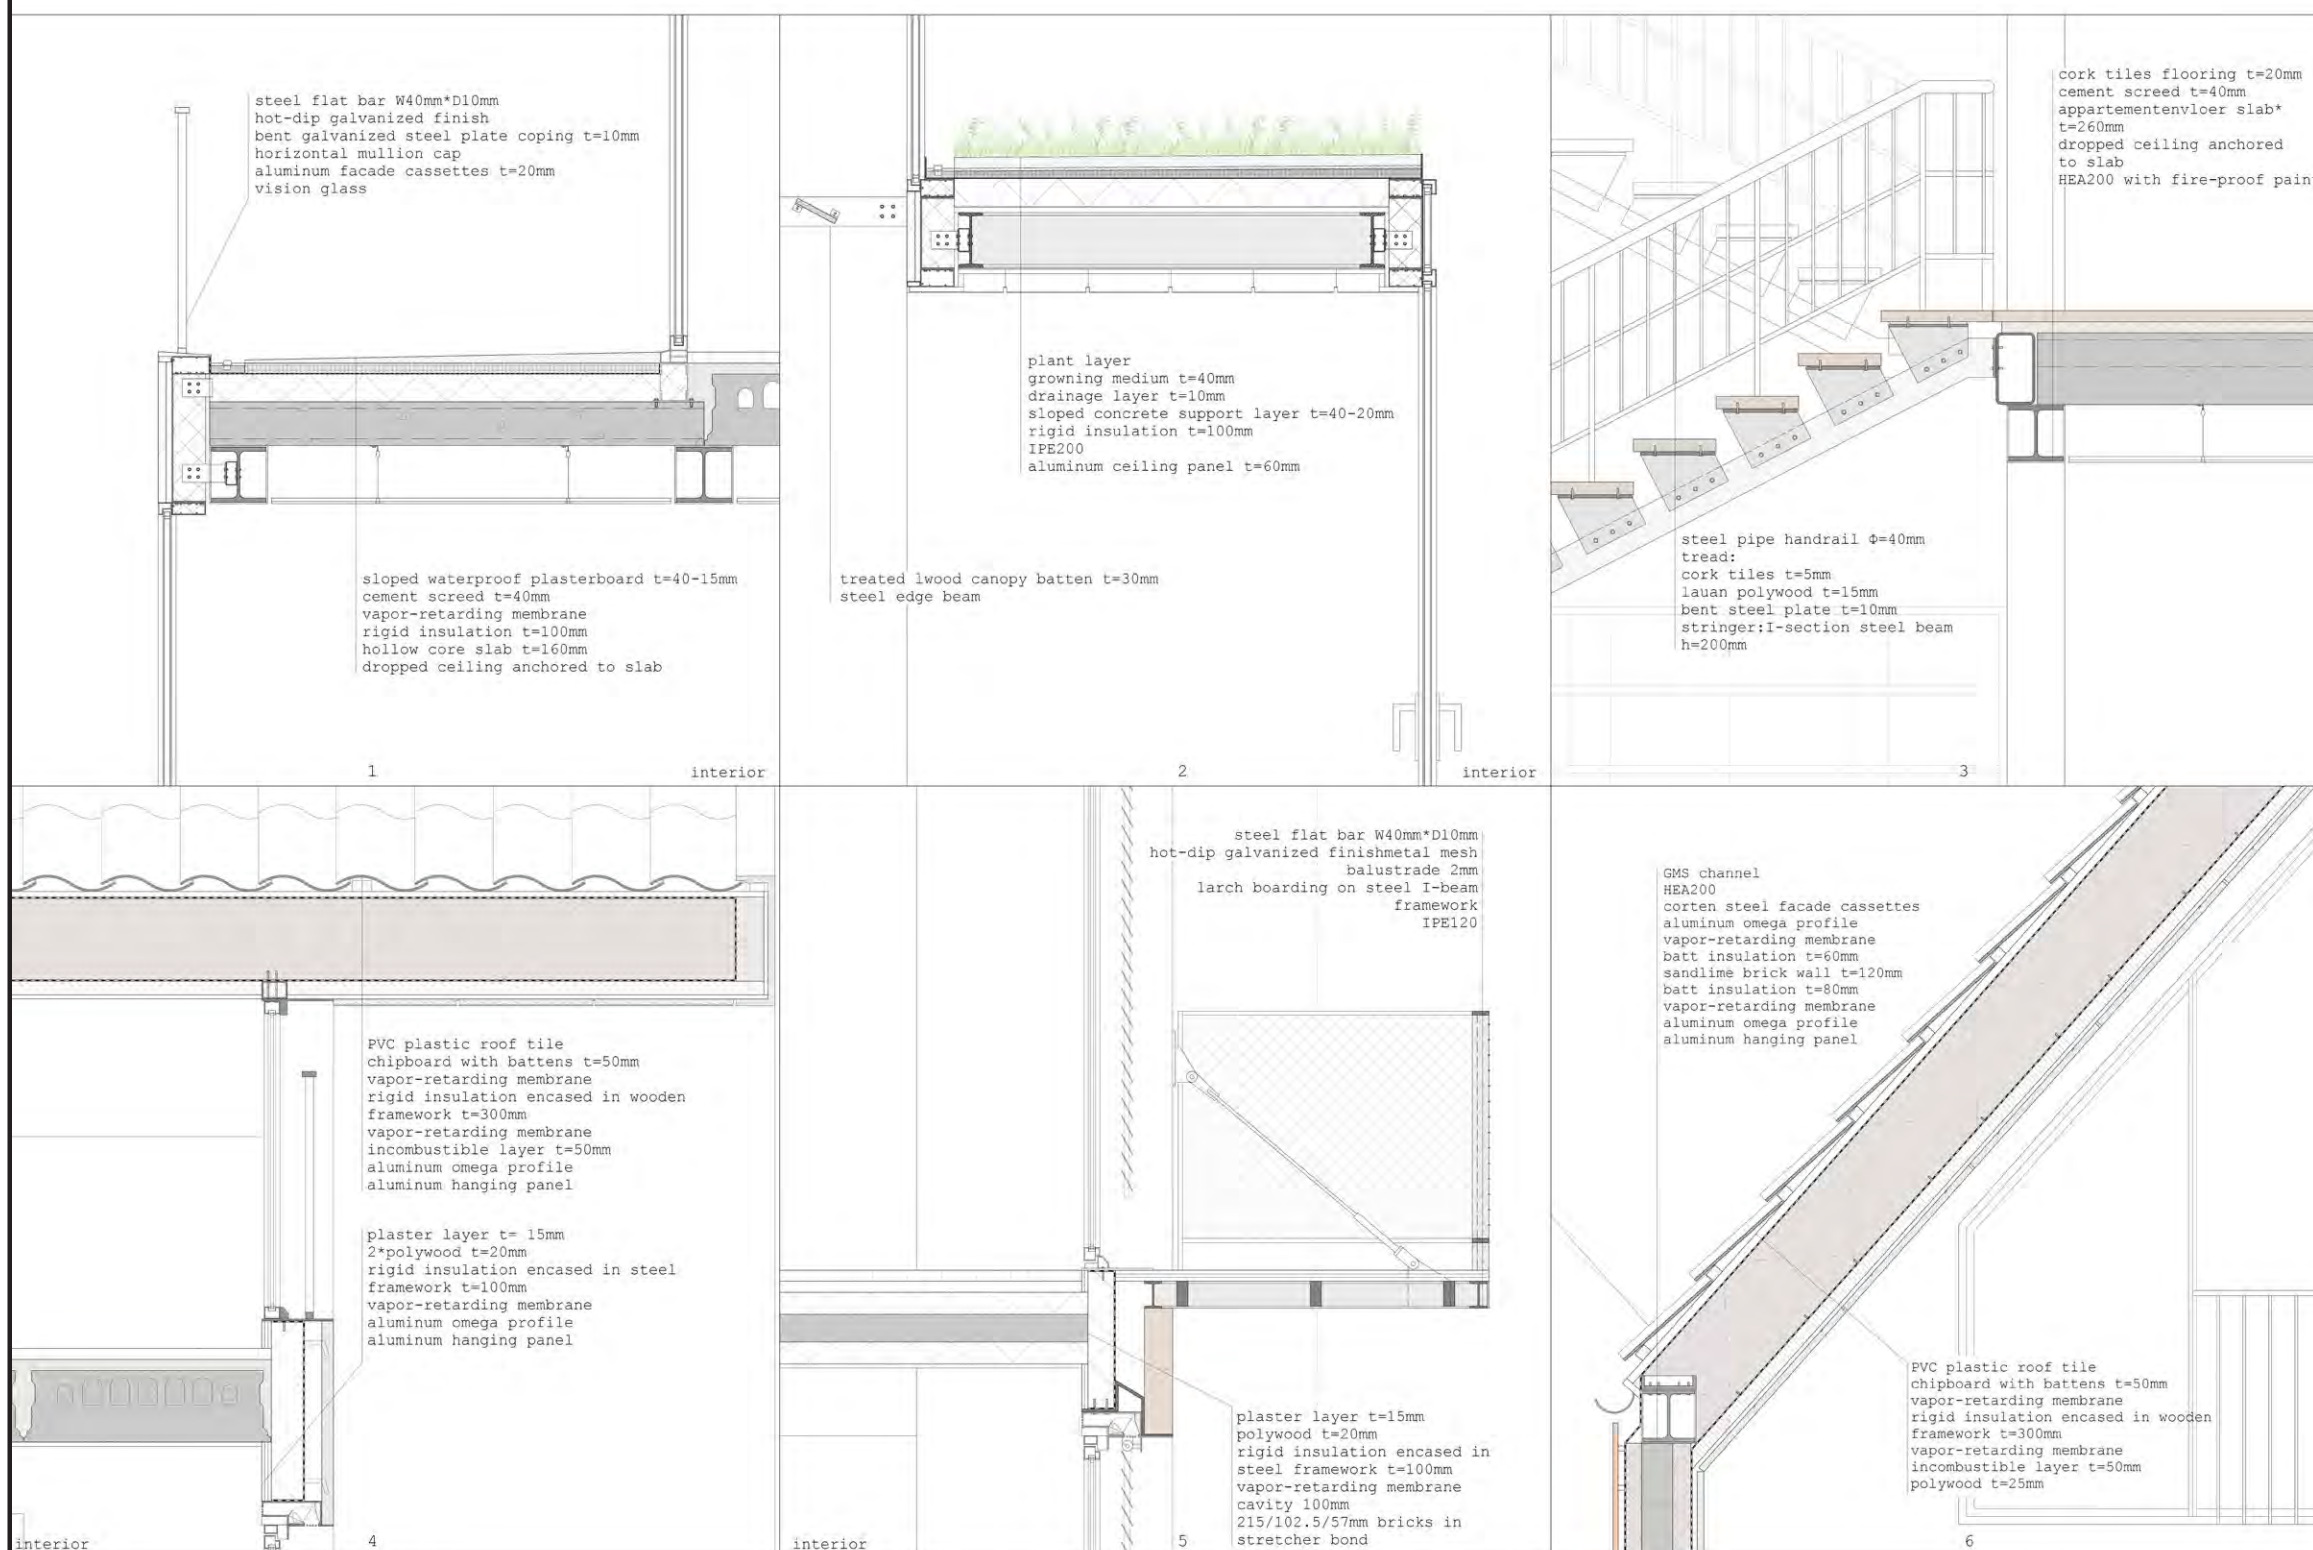 steel flat bar W40mm*D10mm
hot-dip galvanized finish
bent galvanized steel plate coping t=10mm
horizontal mullion cap
aluminum facade cassettes t=20mm
vision glass
sloped waterproof plasterboard t=40-15mm
cement screed t=40mm
vapor-retarding membrane
rigid insulation t=100mm
hollow core slab t=160mm
dropped ceiling anchored to slab
1
interior
plant layer
growning medium t=40mm
drainage layer t=10mm
sloped concrete support layer t=40-20mm
rigid insulation t=100mm
IPE200
aluminum ceiling panel t=60mm
treated lwood canopy batten t=30mm
steel edge beam
2
interior
cork tiles flooring t=20mm
cement screed t=40mm
appartementenvloer slab*
t=260mm
dropped ceiling anchored
to slab
HEA200 with fire-proof pain
steel pipe handrail Φ=40mm
tread:
cork tiles t=5mm
lauan polywood t=15mm
bent steel plate t=10mm
stringer:I-section steel beam
h=200mm
3
PVC plastic roof tile
chipboard with battens t=50mm
vapor-retarding membrane
rigid insulation encased in wooden
framework t=300mm
vapor-retarding membrane
incombustible layer t=50mm
aluminum omega profile
aluminum hanging panel
plaster layer t= 15mm
2*polywood t=20mm
rigid insulation encased in steel
framework t=100mm
vapor-retarding membrane
aluminum omega profile
aluminum hanging panel
interior
4
steel flat bar W40mm*D10mm
hot-dip galvanized finishmetal mesh
balustrade 2mm
larch boarding on steel I-beam
framework
IPE120
plaster layer t=15mm
polywood t=20mm
rigid insulation encased in
steel framework t=100mm
vapor-retarding membrane
cavity 100mm
215/102.5/57mm bricks in
stretcher bond
interior
5
GMS channel
HEA200
corten steel facade cassettes
aluminum omega profile
vapor-retarding membrane
batt insulation t=60mm
sandlime brick wall t=120mm
batt insulation t=80mm
vapor-retarding membrane
aluminum omega profile
aluminum hanging panel
PVC plastic roof tile
chipboard with battens t=50mm
vapor-retarding membrane
rigid insulation encased in wooden
framework t=300mm
vapor-retarding membrane
incombustible layer t=50mm
polywood t=25mm
6